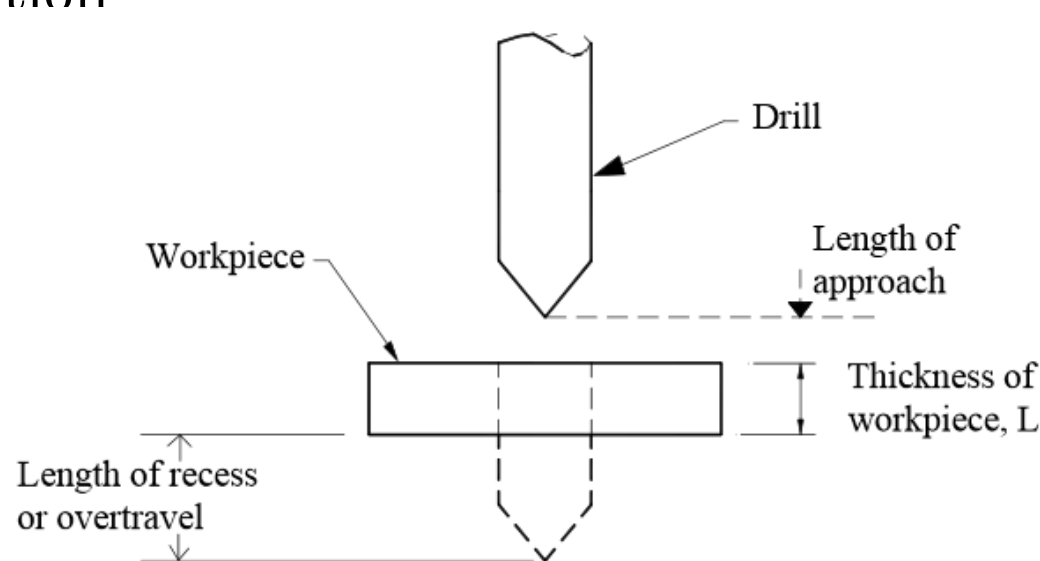 Drill
Length of
approach
Workpiece
Thickness of
workpiece, L
Length of recess
or overtravel